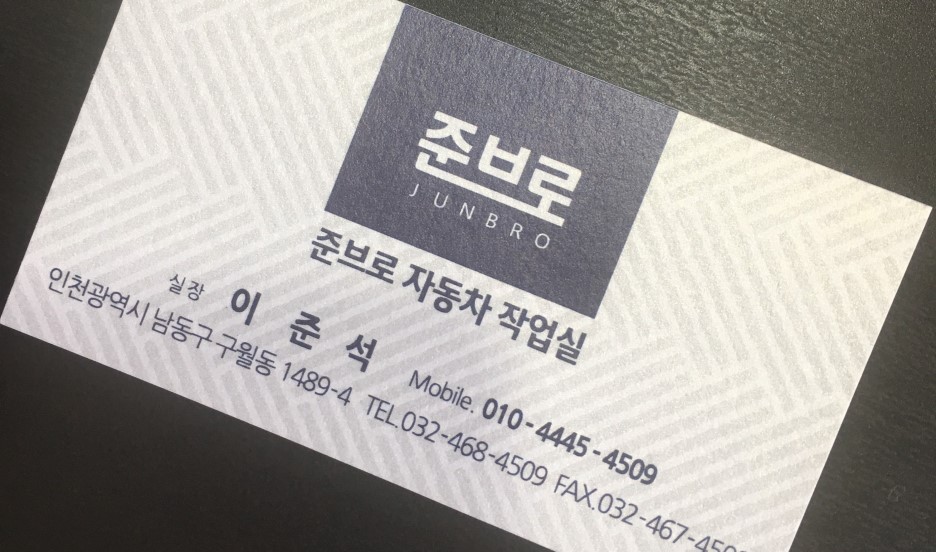 준브로
JUNBRO
준브로 자동차 작업실
실장 이 준 석 Mobile. 010-4445-4509
인천광역시 남동구 구월동 1489-4 TEL.032-468-4509 FAX.032-467-450